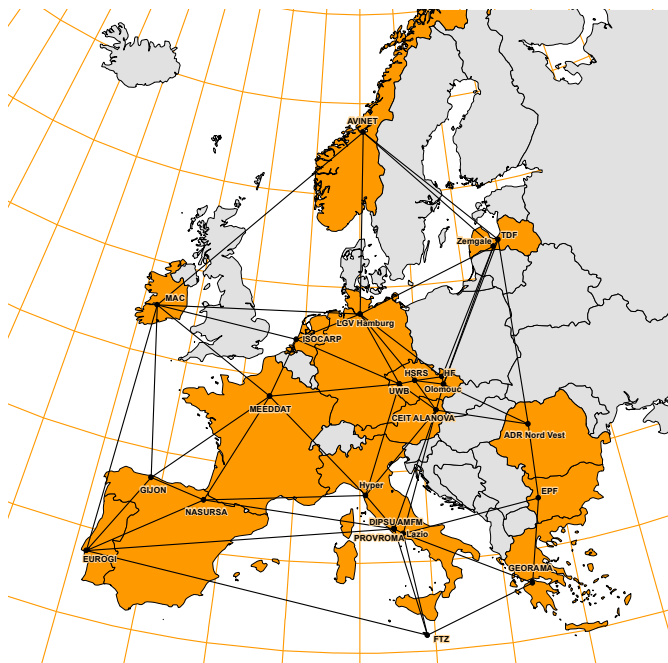 AVINET
TDF
Zemgale
MAC
LGV Hamburg
ISOCARP
HSRS
HF
UWB
Olomouc
MEEDDAT
CEIT ALANOVA
ADR Nord Vest
GIJON
Hyper
EPF
NASURSA
DIPSU AMFM
PROVROMA
Lazio
EUROGI
GEORAMA
FTZ